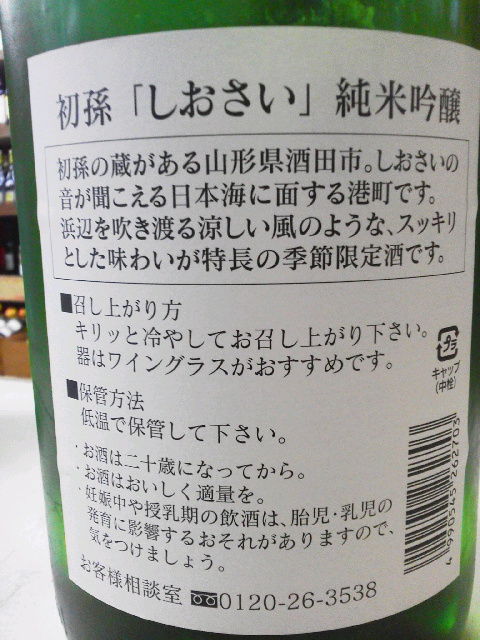 初孫「しおさい」純米吟醸
初孫の蔵がある山形県酒田市。しおさいの
音が聞こえる日本海に面する港町です。
浜辺を吹き渡る涼しい風のような、スッキリ
とした味わいが特長の季節限定酒です。
■召し上がり方
キリッと冷やしてお召し上がり下さい。
器はワイングラスがおすすめです。
プラ
キャップ
(中栓)
■保管方法
低温で保管して下さい。
・お酒は二十歳になってから。
・お酒はおいしく適量を。
・妊娠中や授乳期の飲酒は、胎児・乳児の
発育に影響するおそれがありますので、
気をつけましょう。
お客様相談室 0120-26-3538
4 990545 262703